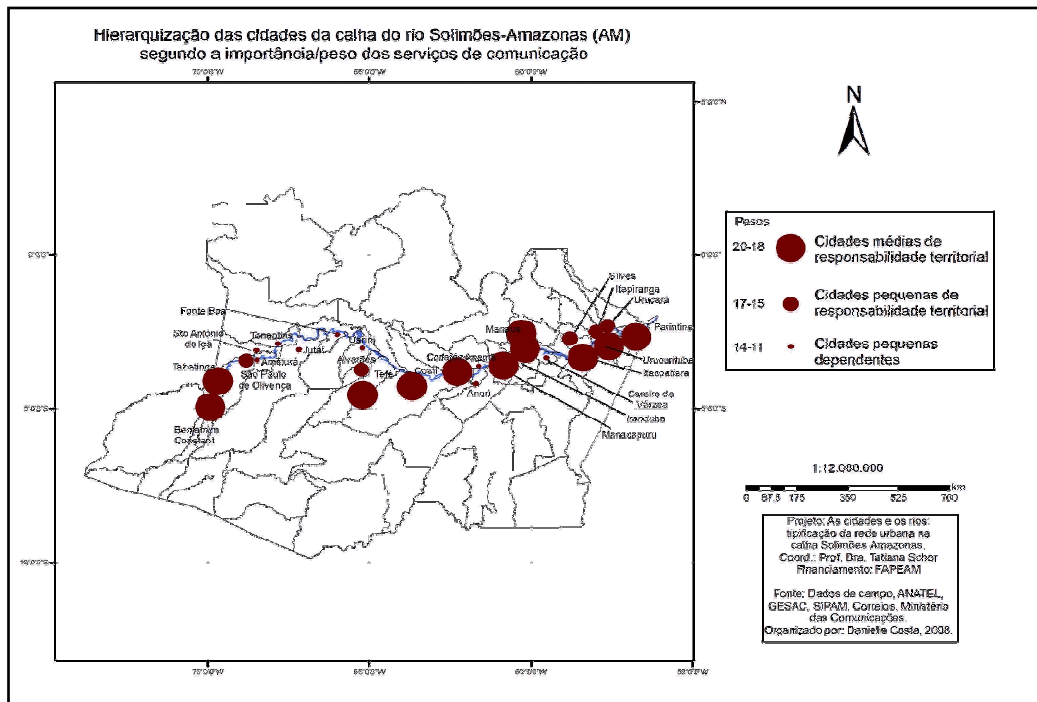 Hierarquização das cidades da calha do rio Solimões-Amazonas (AM)
segundo a importância/peso dos serviços de comunicação
N
Pesos
20-18
Cidades médias de
responsabilidade territorial
17-15
Cidades pequenas de
responsabilidade territorial
14-11
Cidades pequenas
dependentes
Silves
Itapiranga
Urucará
Parintins
Fonte Boa
Sto Antonio
do Içá
Tonantins
Jutaí
Amaturá
Tabatinga
São Paulo
de Olivença
Benjamin
Constant
Uarini
Alvarães
Tefé
Coari
Codajás
Anamã
Anori
Manaus
Urucurituba
Itacoatiara
Careiro da
Várzea
Iranduba
Manacapuru
1:12.000.000
0 87,5 175 350 525 700
km
Projeto: As cidades e os rios:
tipificação da rede urbana na
calha Solimões Amazonas.
Coord.: Prof. Dra. Tatiana Schor
Financiamento: FAPEAM
Fonte: Dados de campo, ANATEL,
GESAC, SIPAM, Correios, Ministério
das Comunicações.
Organizado por: Danielle Costa, 2008.